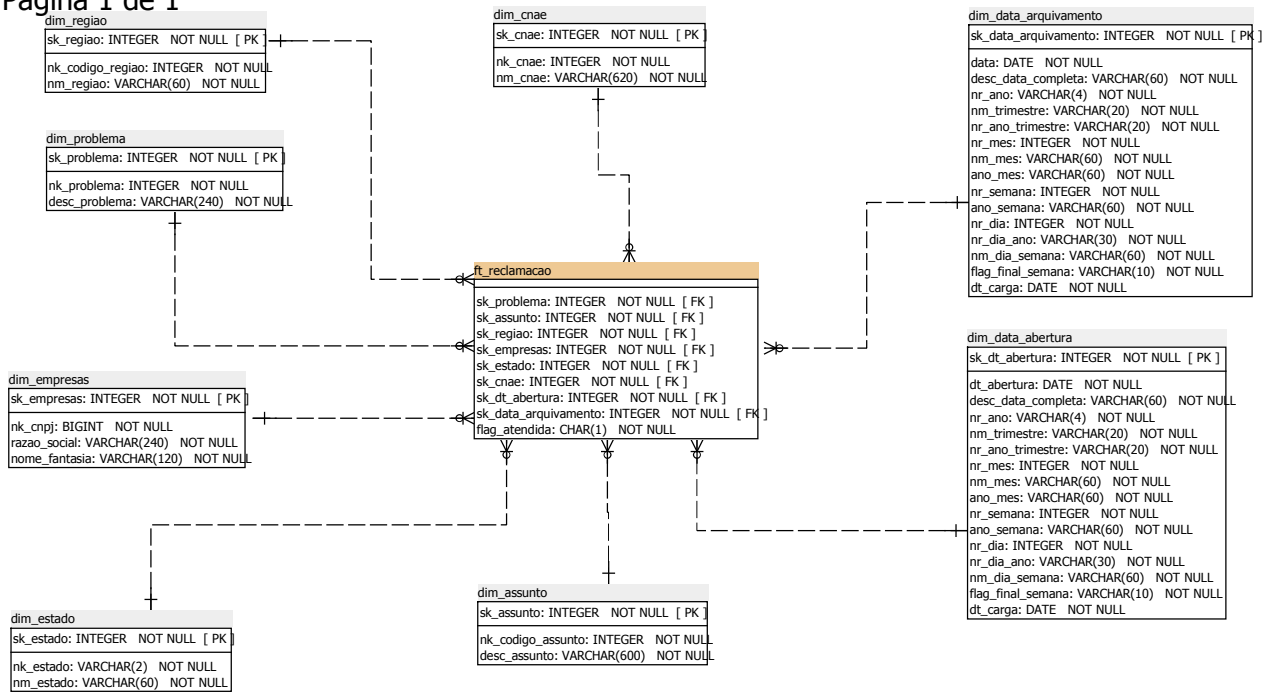 Página 1 de 1
dim_regiao
sk_regiao: INTEGER NOT NULL [ PK ]
nk_codigo_regiao: INTEGER NOT NULL
nm_regiao: VARCHAR(60) NOT NULL
dim_cnae
sk_cnae: INTEGER NOT NULL [ PK ]
nk_cnae: INTEGER NOT NULL
nm_cnae: VARCHAR(620) NOT NULL
dim_data_arquivamento
sk_data_arquivamento: INTEGER NOT NULL [ PK ]
data: DATE NOT NULL
desc_data_completa: VARCHAR(60) NOT NULL
nr_ano: VARCHAR(4) NOT NULL
nm_trimestre: VARCHAR(20) NOT NULL
nr_ano_trimestre: VARCHAR(20) NOT NULL
nr_mes: INTEGER NOT NULL
nm_mes: VARCHAR(60) NOT NULL
ano_mes: VARCHAR(60) NOT NULL
nr_semana: INTEGER NOT NULL
ano_semana: VARCHAR(60) NOT NULL
nr_dia: INTEGER NOT NULL
nr_dia_ano: VARCHAR(30) NOT NULL
nm_dia_semana: VARCHAR(60) NOT NULL
flag_final_semana: VARCHAR(10) NOT NULL
dt_carga: DATE NOT NULL
dim_problema
sk_problema: INTEGER NOT NULL [ PK ]
nk_problema: INTEGER NOT NULL
desc_problema: VARCHAR(240) NOT NULL
ft_reclamacao
sk_problema: INTEGER NOT NULL [ FK ]
sk_assunto: INTEGER NOT NULL [ FK ]
sk_regiao: INTEGER NOT NULL [ FK ]
sk_empresas: INTEGER NOT NULL [ FK ]
sk_estado: INTEGER NOT NULL [ FK ]
sk_cnae: INTEGER NOT NULL [ FK ]
sk_dt_abertura: INTEGER NOT NULL [ FK ]
sk_data_arquivamento: INTEGER NOT NULL [ FK ]
flag_atendida: CHAR(1) NOT NULL
dim_empresas
sk_empresas: INTEGER NOT NULL [ PK ]
nk_cnpj: BIGINT NOT NULL
razao_social: VARCHAR(240) NOT NULL
nome_fantasia: VARCHAR(120) NOT NULL
dim_data_abertura
sk_dt_abertura: INTEGER NOT NULL [ PK ]
dt_abertura: DATE NOT NULL
desc_data_completa: VARCHAR(60) NOT NULL
nr_ano: VARCHAR(4) NOT NULL
nm_trimestre: VARCHAR(20) NOT NULL
nr_ano_trimestre: VARCHAR(20) NOT NULL
nr_mes: INTEGER NOT NULL
nm_mes: VARCHAR(60) NOT NULL
ano_mes: VARCHAR(60) NOT NULL
nr_semana: INTEGER NOT NULL
ano_semana: VARCHAR(60) NOT NULL
nr_dia: INTEGER NOT NULL
nr_dia_ano: VARCHAR(30) NOT NULL
nm_dia_semana: VARCHAR(60) NOT NULL
flag_final_semana: VARCHAR(10) NOT NULL
dt_carga: DATE NOT NULL
dim_estado
sk_estado: INTEGER NOT NULL [ PK ]
nk_estado: VARCHAR(2) NOT NULL
nm_estado: VARCHAR(60) NOT NULL
dim_assunto
sk_assunto: INTEGER NOT NULL [ PK ]
nk_codigo_assunto: INTEGER NOT NULL
desc_assunto: VARCHAR(600) NOT NULL